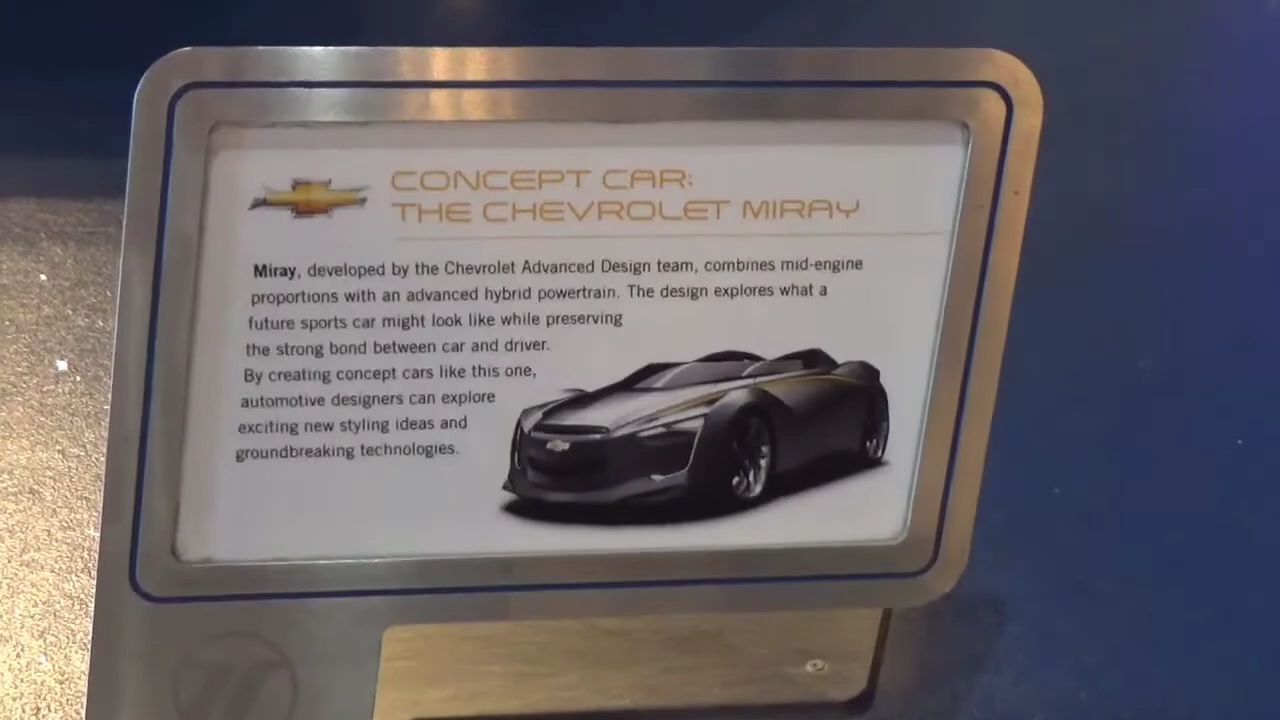 CONCEPT CAR:
THE CHEVROLET MIRAY
Miray, developed by the Chevrolet Advanced Design team, combines mid-engine
proportions with an advanced hybrid powertrain. The design explores what a
future sports car might look like while preserving
the strong bond between car and driver.
By creating concept cars like this one,
automotive designers can explore
exciting new styling ideas and
groundbreaking technologies.